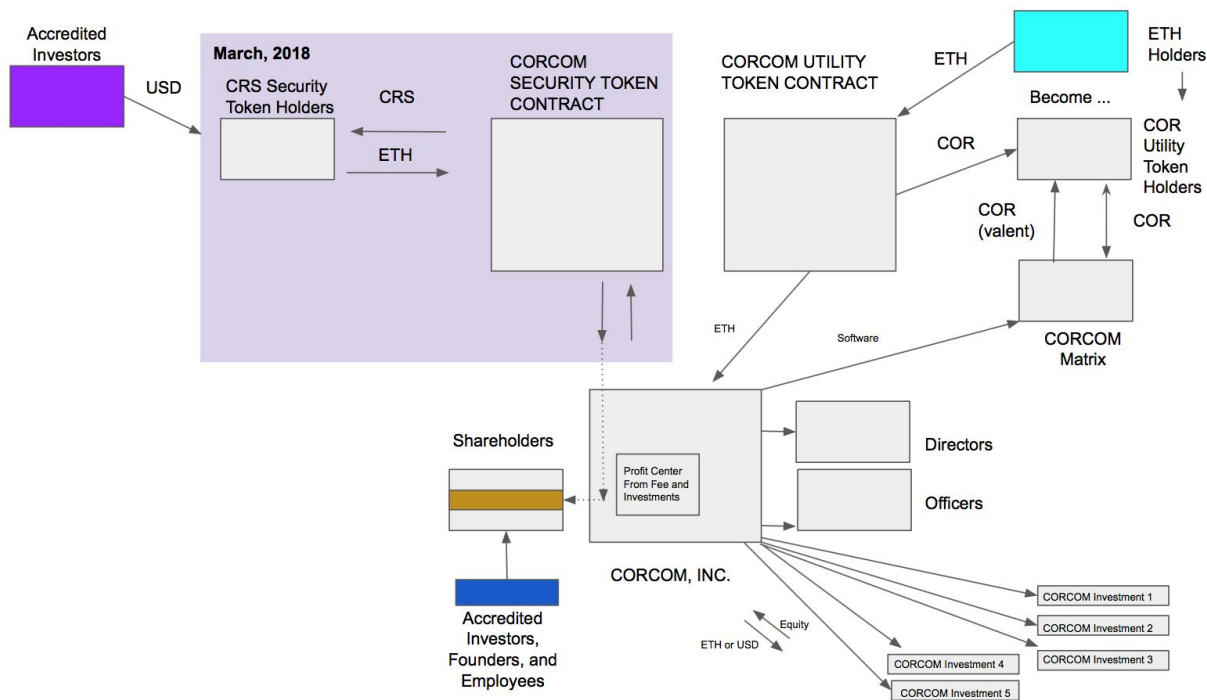 Accredited
Investors
USD
March, 2018
CRS Security
Token Holders
CRS
ETH
CORCOM
SECURITY TOKEN
CONTRACT
CORCOM UTILITY
TOKEN CONTRACT
ETH
ETH
Holders
Become ...
COR
COR
Utility
Token
Holders
COR
(valent)
COR
CORCOM
Matrix
ETH
Software
Shareholders
Profit Center
From Fee and
Investments
Directors
Officers
CORCOM, INC.
Accredited
Investors,
Founders, and
Employees
Equity
ETH or USD
CORCOM Investment 1
CORCOM Investment 2
CORCOM Investment 3
CORCOM Investment 4
CORCOM Investment 5